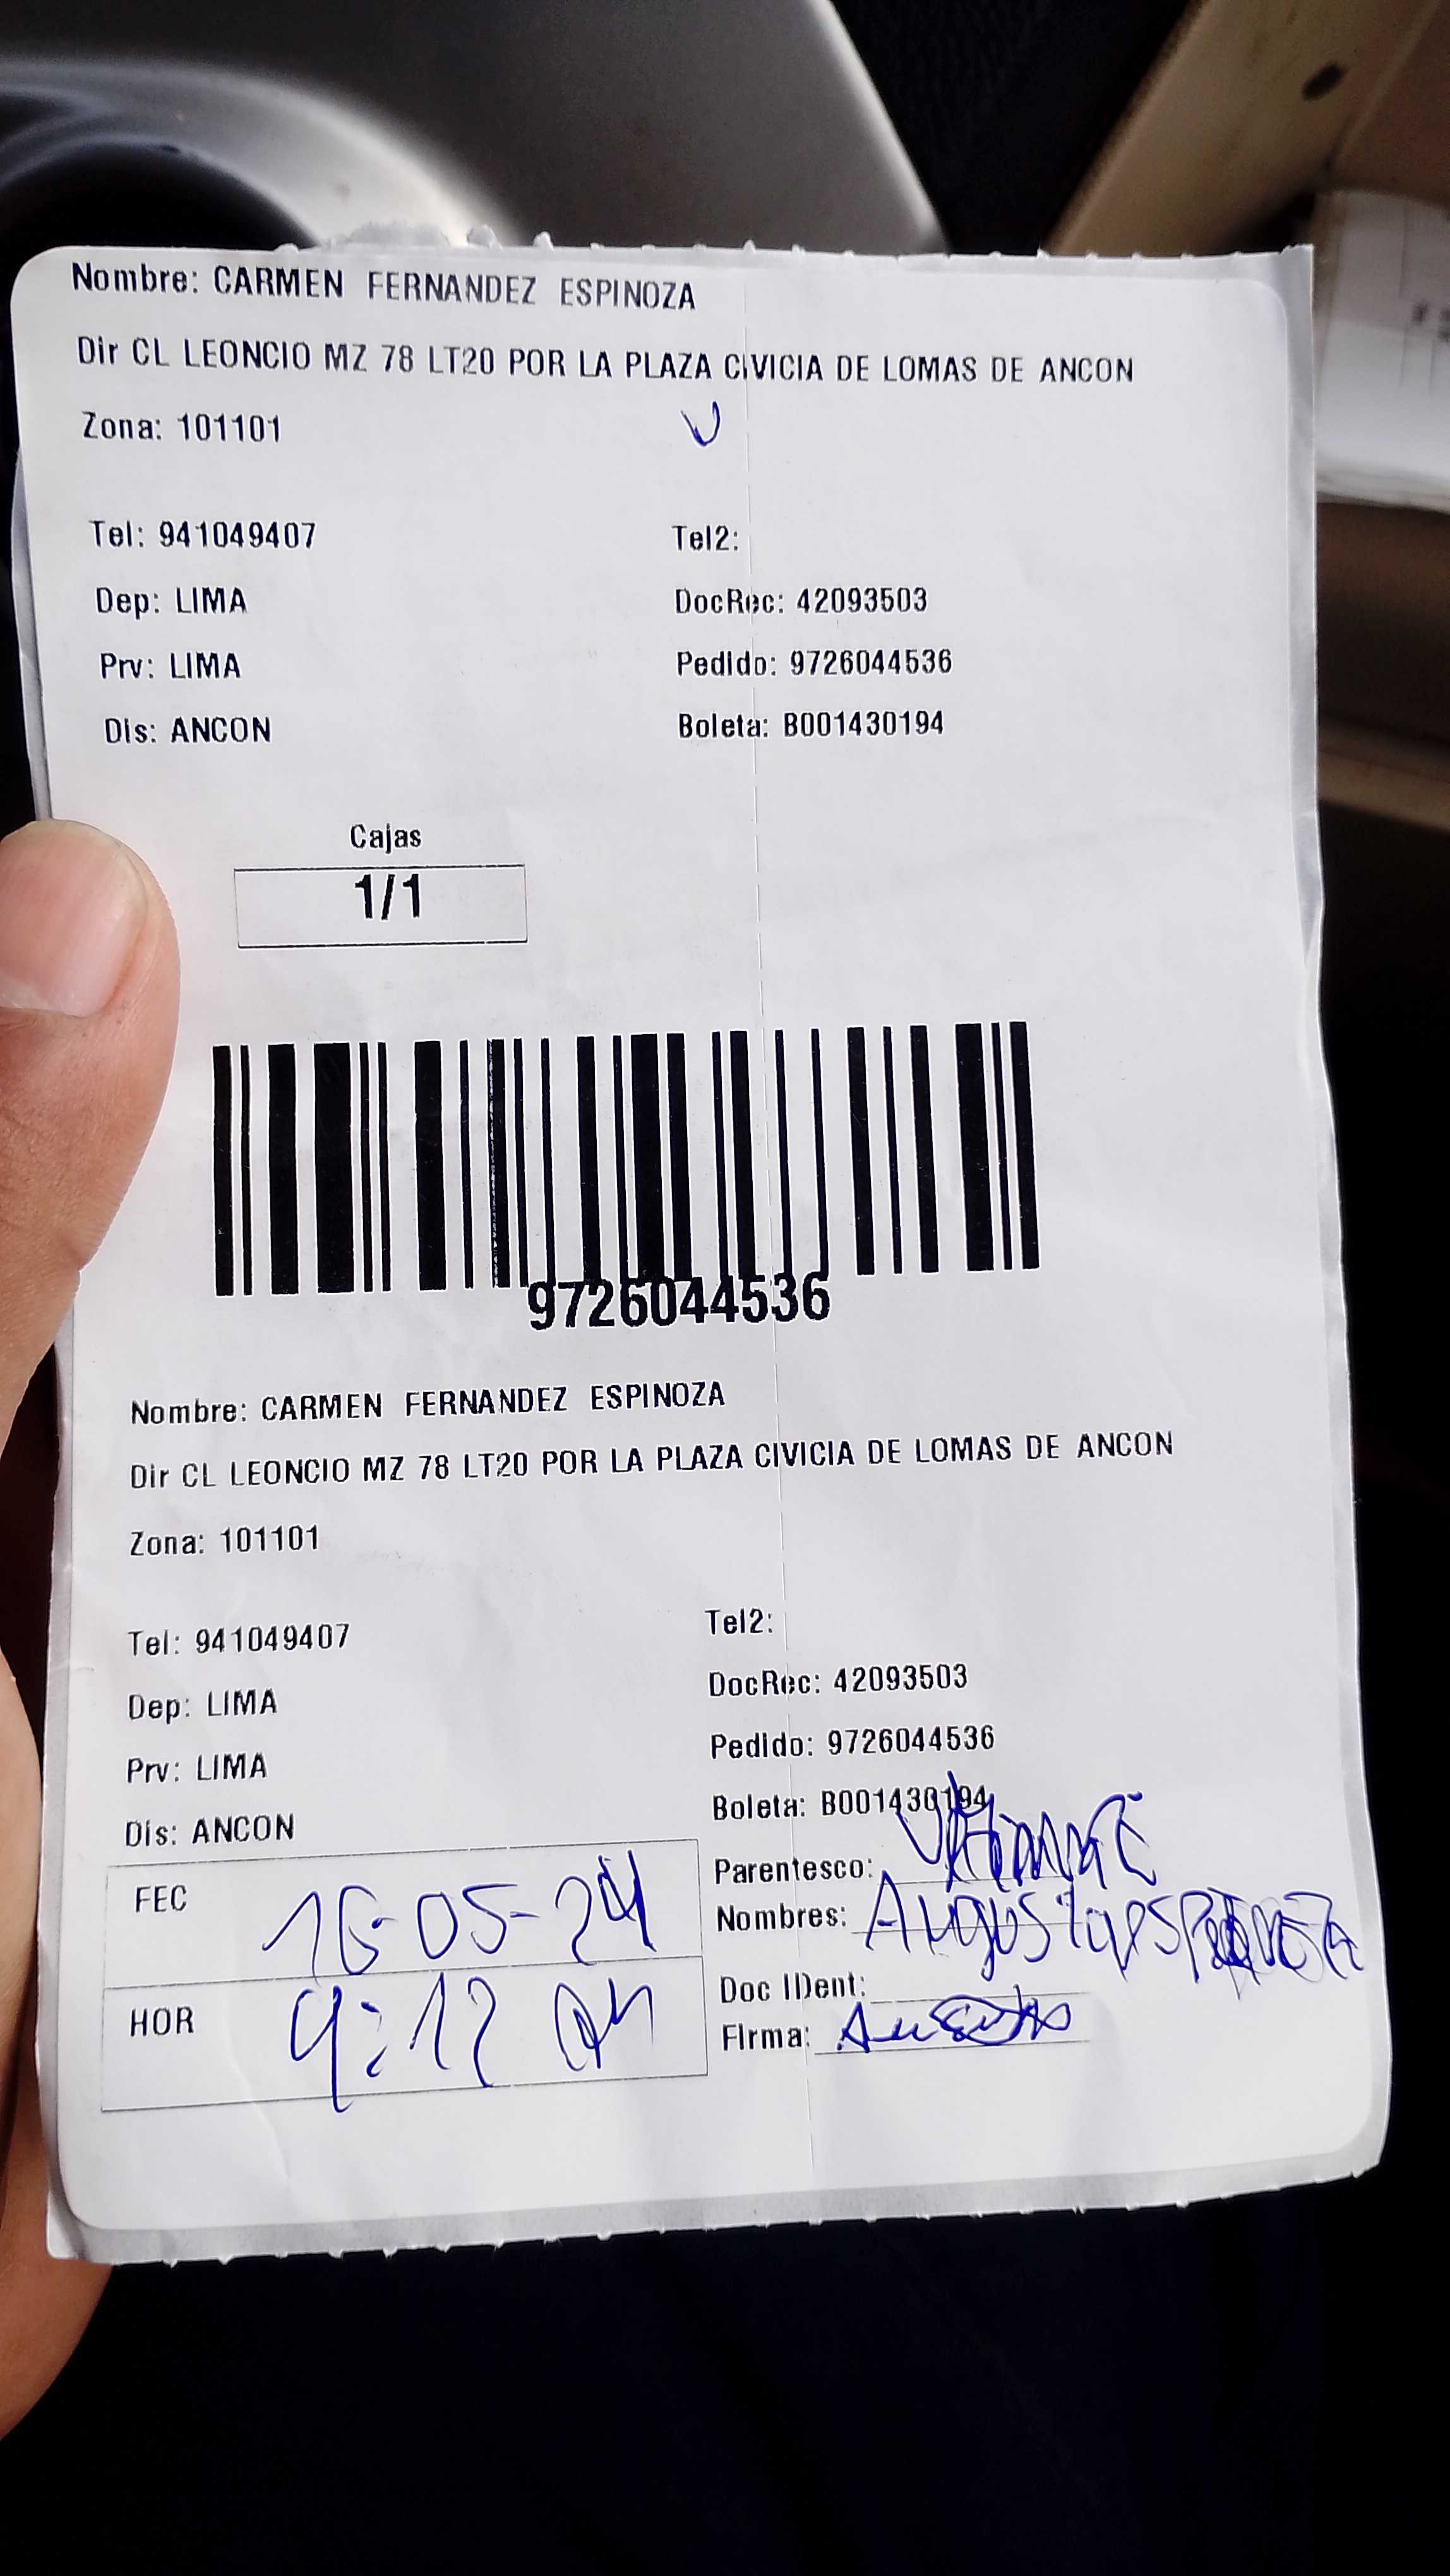 Nombre: CARMEN FERNANDEZ ESPINOZA
Dir CL LEONCIO MZ 78 LT20 POR LA PLAZA CIVICIA DE LOMAS DE ANCON
Zona: 101101
Tel: 941049407 Tel2:
Dep: LIMA DocRec: 42093503
Prv: LIMA Pedido: 9726044536
Dis: ANCON Boleta: B001430194
Cajas
1/1
9726044536
Nombre: CARMEN FERNANDEZ ESPINOZA
Dir CL LEONCIO MZ 78 LT20 POR LA PLAZA CIVICIA DE LOMAS DE ANCON
Zona: 101101
Tel: 941049407 Tel2:
Dep: LIMA DocRec: 42093503
Prv: LIMA Pedido: 9726044536
Dis: ANCON Boleta: B001430194
FEC 16-05-24 Parentesco:
Nombres:
HOR 9:12 am Doc IDent:
Firma: